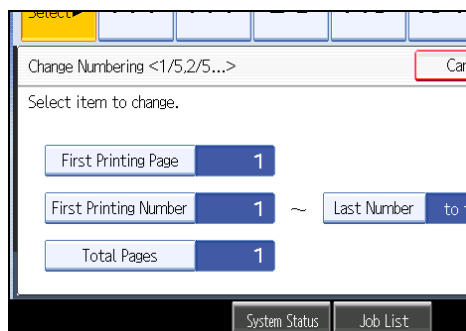 Select►
Change Numbering <1/5,2/5...>
Select item to change.
First Printing Page 1
First Printing Number 1 ~ Last Number to
Total Pages 1
System Status Job List